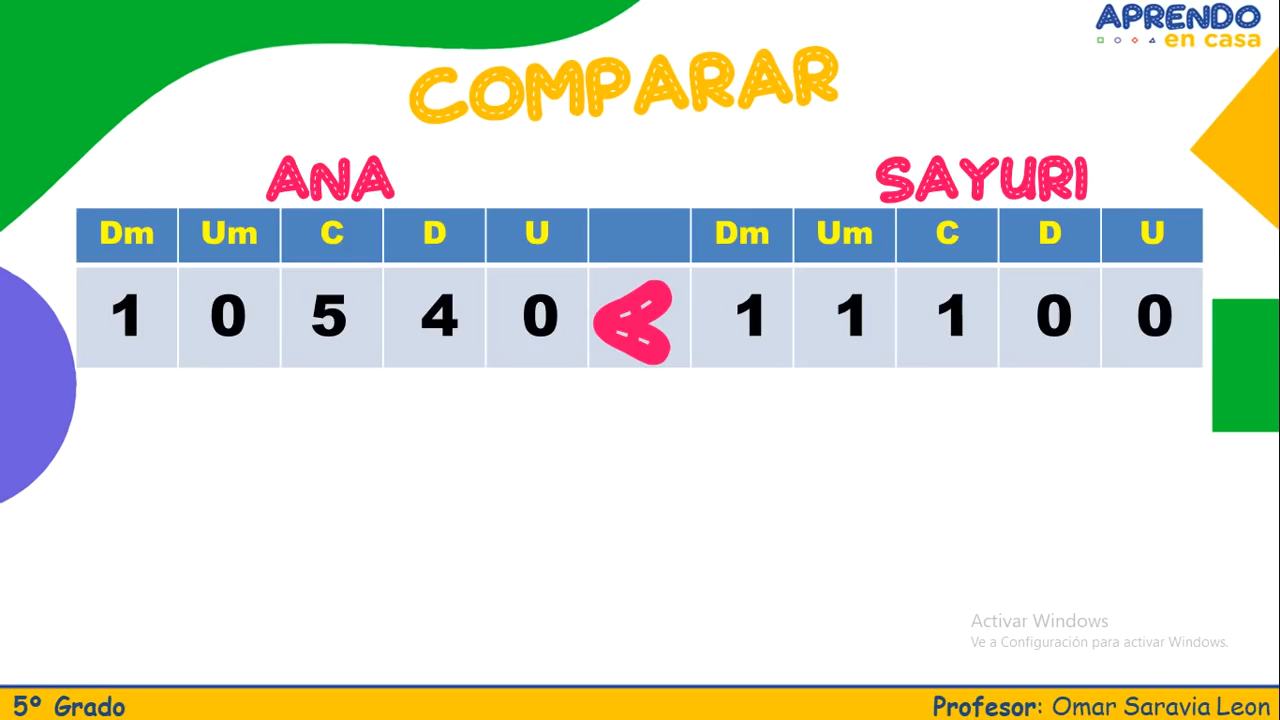 APRENDO
en casa
COMPARAR
ANA SAYURI
Dm Um C D U Dm Um C D U
1 0 5 4 0 < 1 1 1 0 0
Activar Windows
Ve a Configuración para activar Windows.
5º Grado Profesor: Omar Saravia Leon